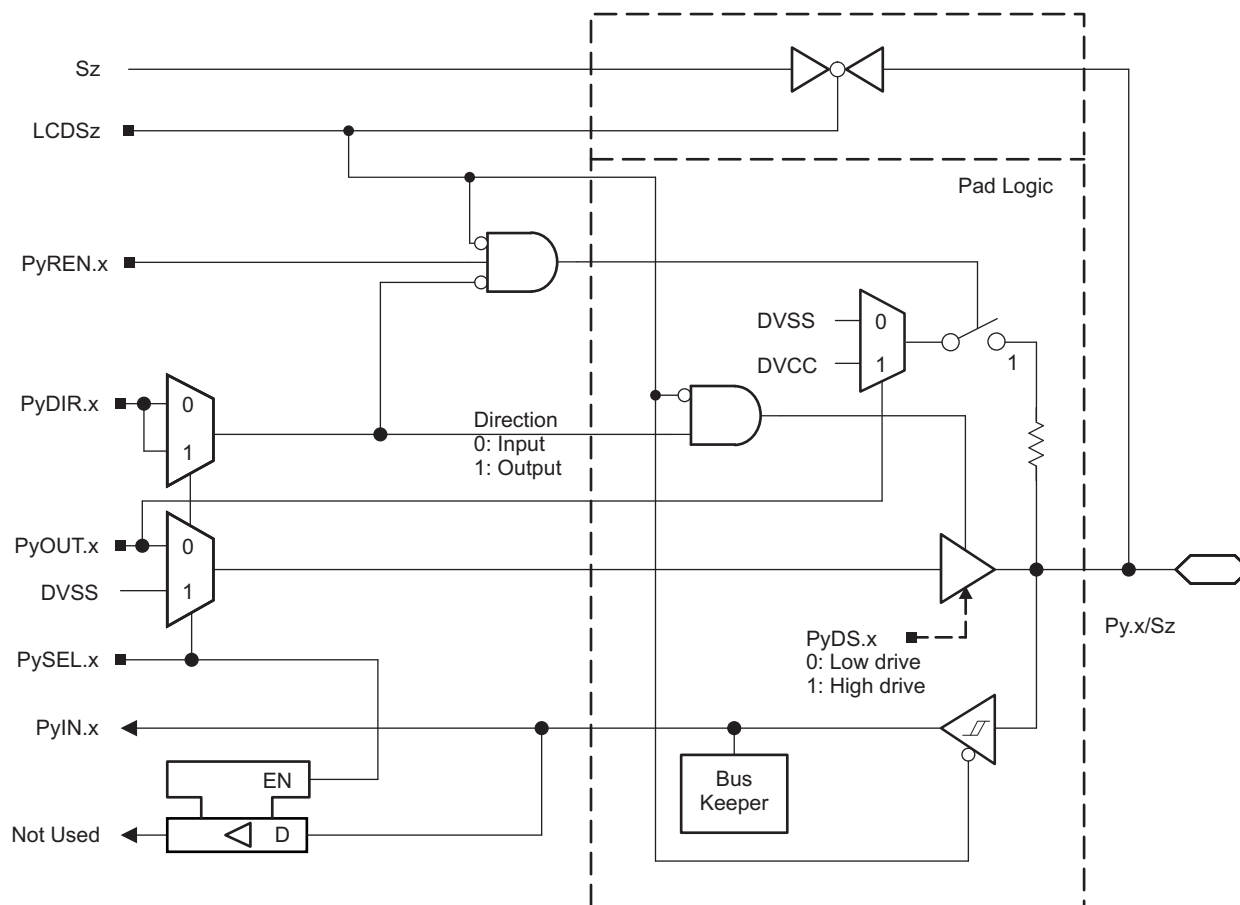 Sz
LCDSz
Pad Logic
PyREN.x
DVSS
0
DVCC
1
1
PyDIR.x
0
1
Direction
0: Input
1: Output
PyOUT.x
0
DVSS
1
PyDS.x
0: Low drive
1: High drive
Py.x/Sz
PySEL.x
PyIN.x
EN
Bus
Keeper
Not Used
D